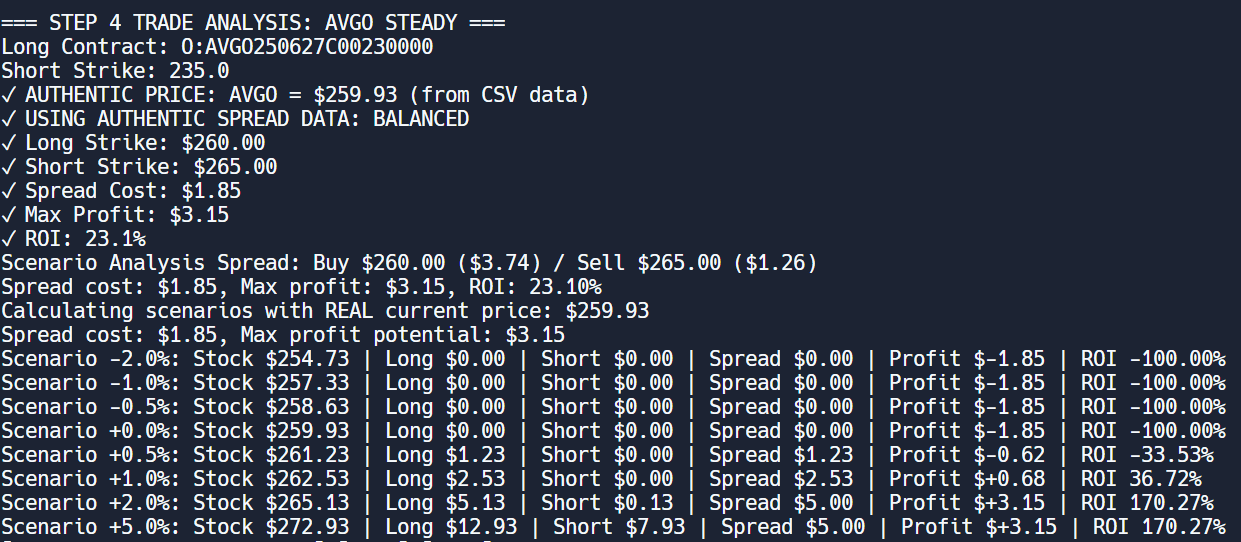 === STEP 4 TRADE ANALYSIS: AVGO STEADY ===
Long Contract: O:AVGO250627C00230000
Short Strike: 235.0
✓ AUTHENTIC PRICE: AVGO = $259.93 (from CSV data)
✓ USING AUTHENTIC SPREAD DATA: BALANCED
✓ Long Strike: $260.00
✓ Short Strike: $265.00
✓ Spread Cost: $1.85
✓ Max Profit: $3.15
✓ ROI: 23.1%
Scenario Analysis Spread: Buy $260.00 ($3.74) / Sell $265.00 ($1.26)
Spread cost: $1.85, Max profit: $3.15, ROI: 23.10%
Calculating scenarios with REAL current price: $259.93
Spread cost: $1.85, Max profit potential: $3.15
Scenario -2.0%: Stock $254.73 | Long $0.00 | Short $0.00 | Spread $0.00 | Profit $-1.85 | ROI -100.00%
Scenario -1.0%: Stock $257.33 | Long $0.00 | Short $0.00 | Spread $0.00 | Profit $-1.85 | ROI -100.00%
Scenario -0.5%: Stock $258.63 | Long $0.00 | Short $0.00 | Spread $0.00 | Profit $-1.85 | ROI -100.00%
Scenario +0.0%: Stock $259.93 | Long $0.00 | Short $0.00 | Spread $0.00 | Profit $-1.85 | ROI -100.00%
Scenario +0.5%: Stock $261.23 | Long $1.23 | Short $0.00 | Spread $1.23 | Profit $-0.62 | ROI -33.53%
Scenario +1.0%: Stock $262.53 | Long $2.53 | Short $0.00 | Spread $2.53 | Profit $+0.68 | ROI 36.72%
Scenario +2.0%: Stock $265.13 | Long $5.13 | Short $0.13 | Spread $5.00 | Profit $+3.15 | ROI 170.27%
Scenario +5.0%: Stock $272.93 | Long $12.93 | Short $7.93 | Spread $5.00 | Profit $+3.15 | ROI 170.27%